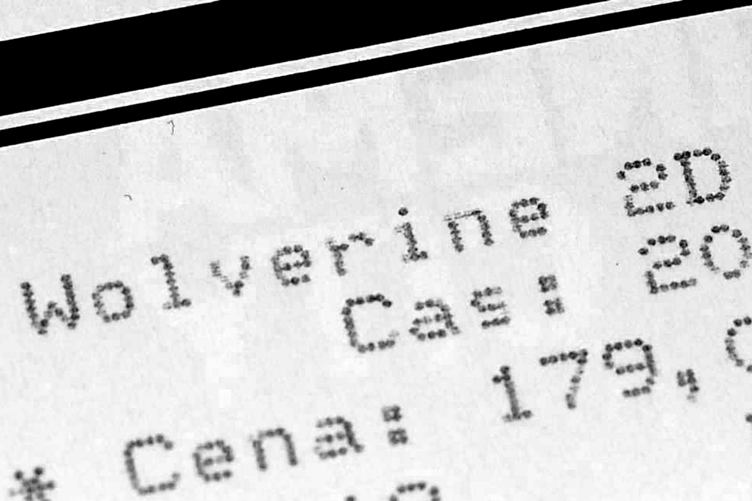 Wolverine 2D
Cas: 20
* Cena: 179,